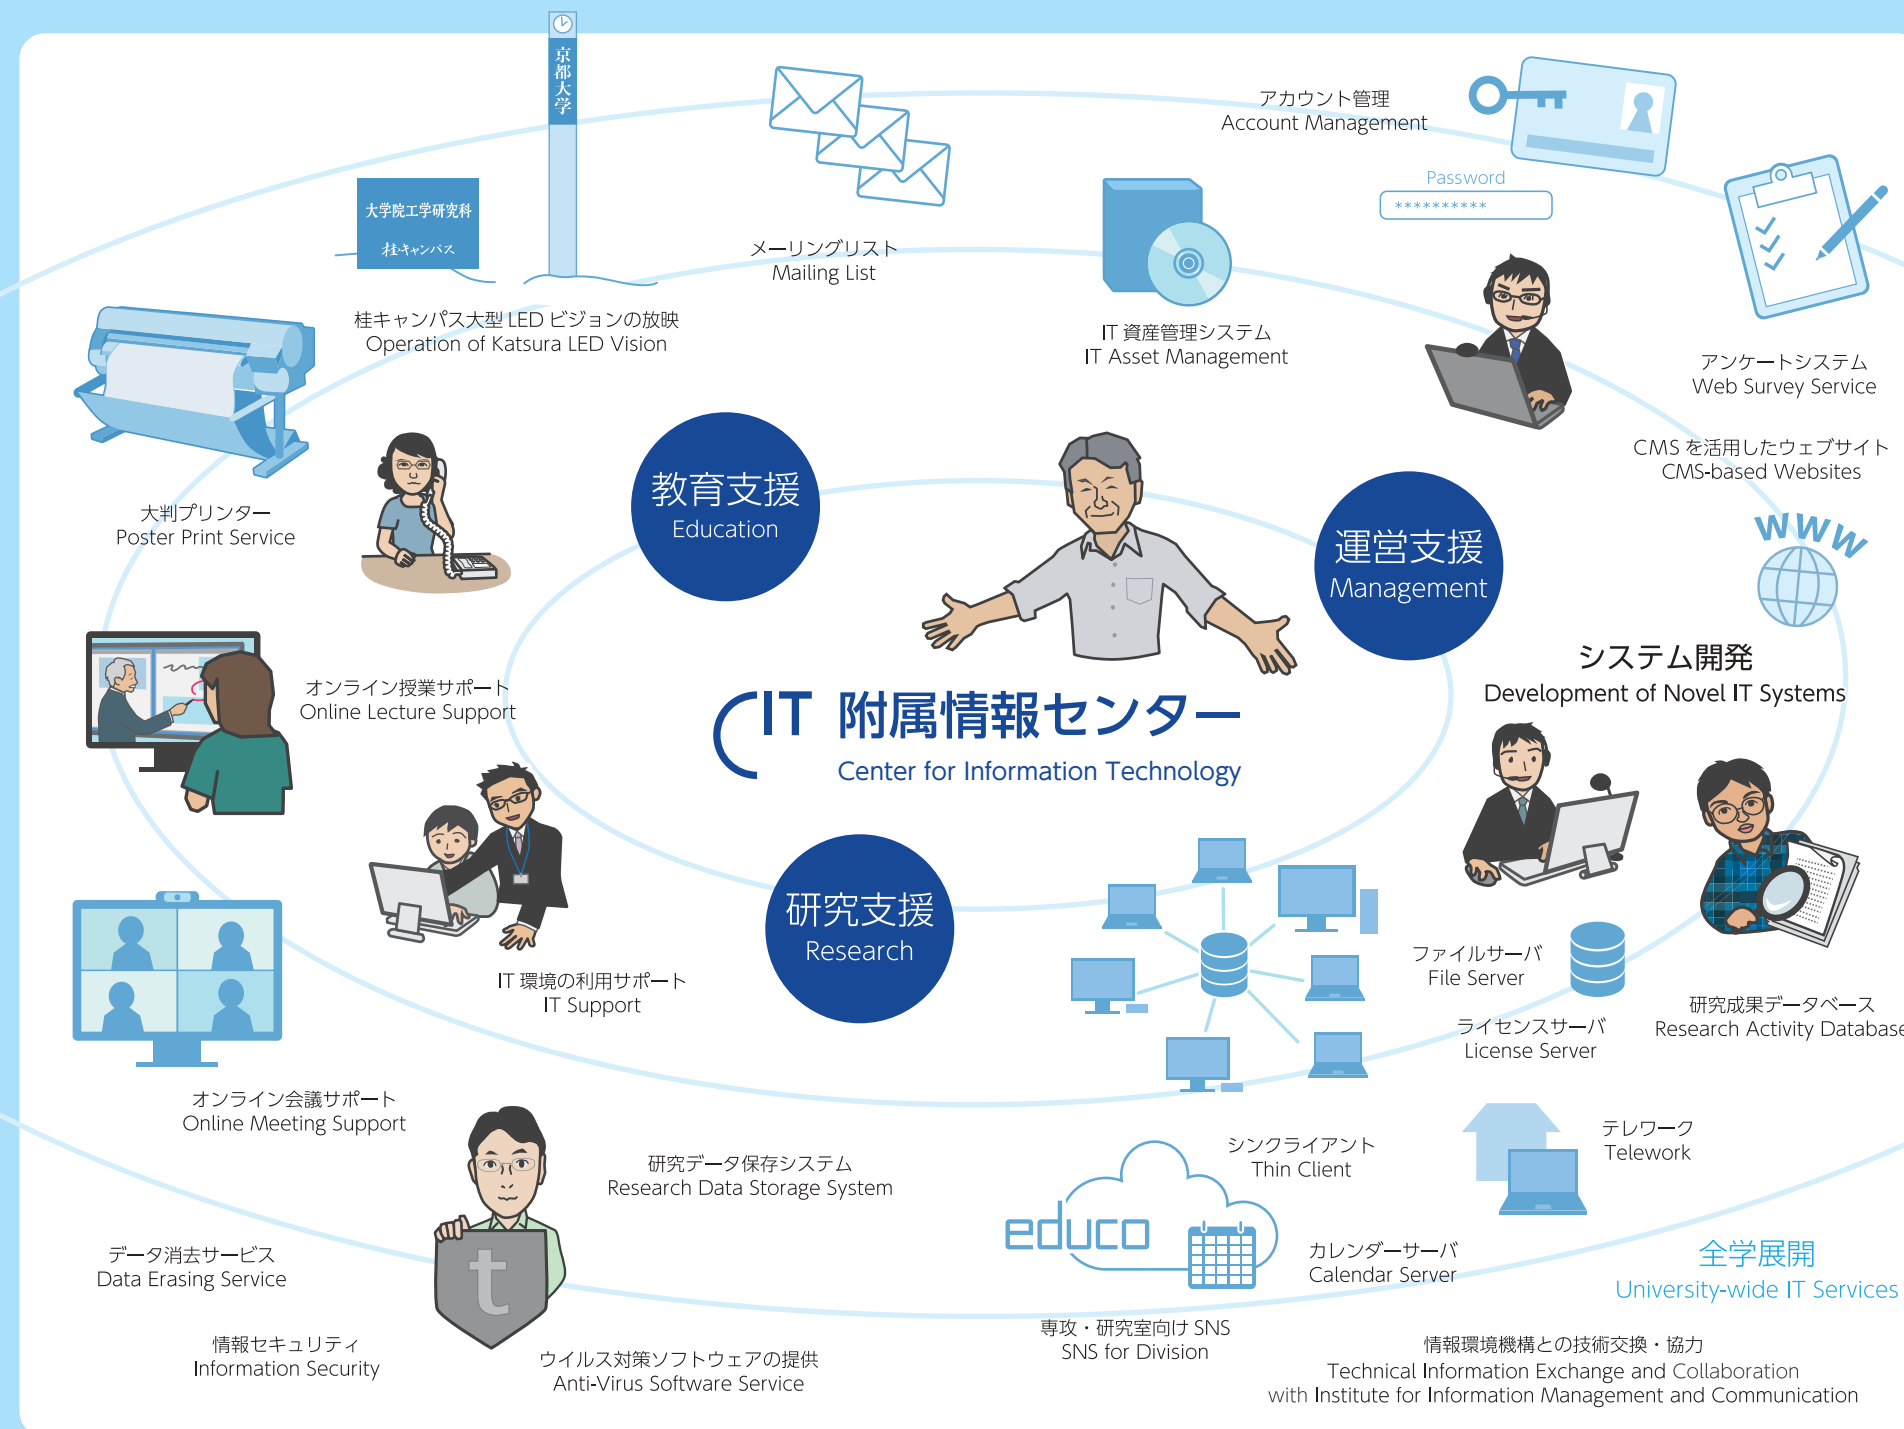 京都大学
大学院工学研究科
桂キャンパス
桂キャンパス大型 LED ビジョンの放映
Operation of Katsura LED Vision
メーリングリスト
Mailing List
アカウント管理
Account Management
Password
**********
IT 資産管理システム
IT Asset Management
アンケートシステム
Web Survey Service
CMS を活用したウェブサイト
CMS-based Websites
WWW
大判プリンター
Poster Print Service
教育支援
Education
運営支援
Management
システム開発
Development of Novel IT Systems
オンライン授業サポート
Online Lecture Support
CIT 附属情報センター
Center for Information Technology
研究支援
Research
IT 環境の利用サポート
IT Support
ファイルサーバ
File Server
ライセンスサーバ
License Server
研究成果データベース
Research Activity Database
オンライン会議サポート
Online Meeting Support
研究データ保存システム
Research Data Storage System
シンクライアント
Thin Client
テレワーク
Telework
educo
カレンダーサーバ
Calendar Server
データ消去サービス
Data Erasing Service
t
全学展開
University-wide IT Services
情報セキュリティ
Information Security
ウイルス対策ソフトウェアの提供
Anti-Virus Software Service
専攻・研究室向け SNS
SNS for Division
情報環境機構との技術交換・協力
Technical Information Exchange and Collaboration
with Institute for Information Management and Communication